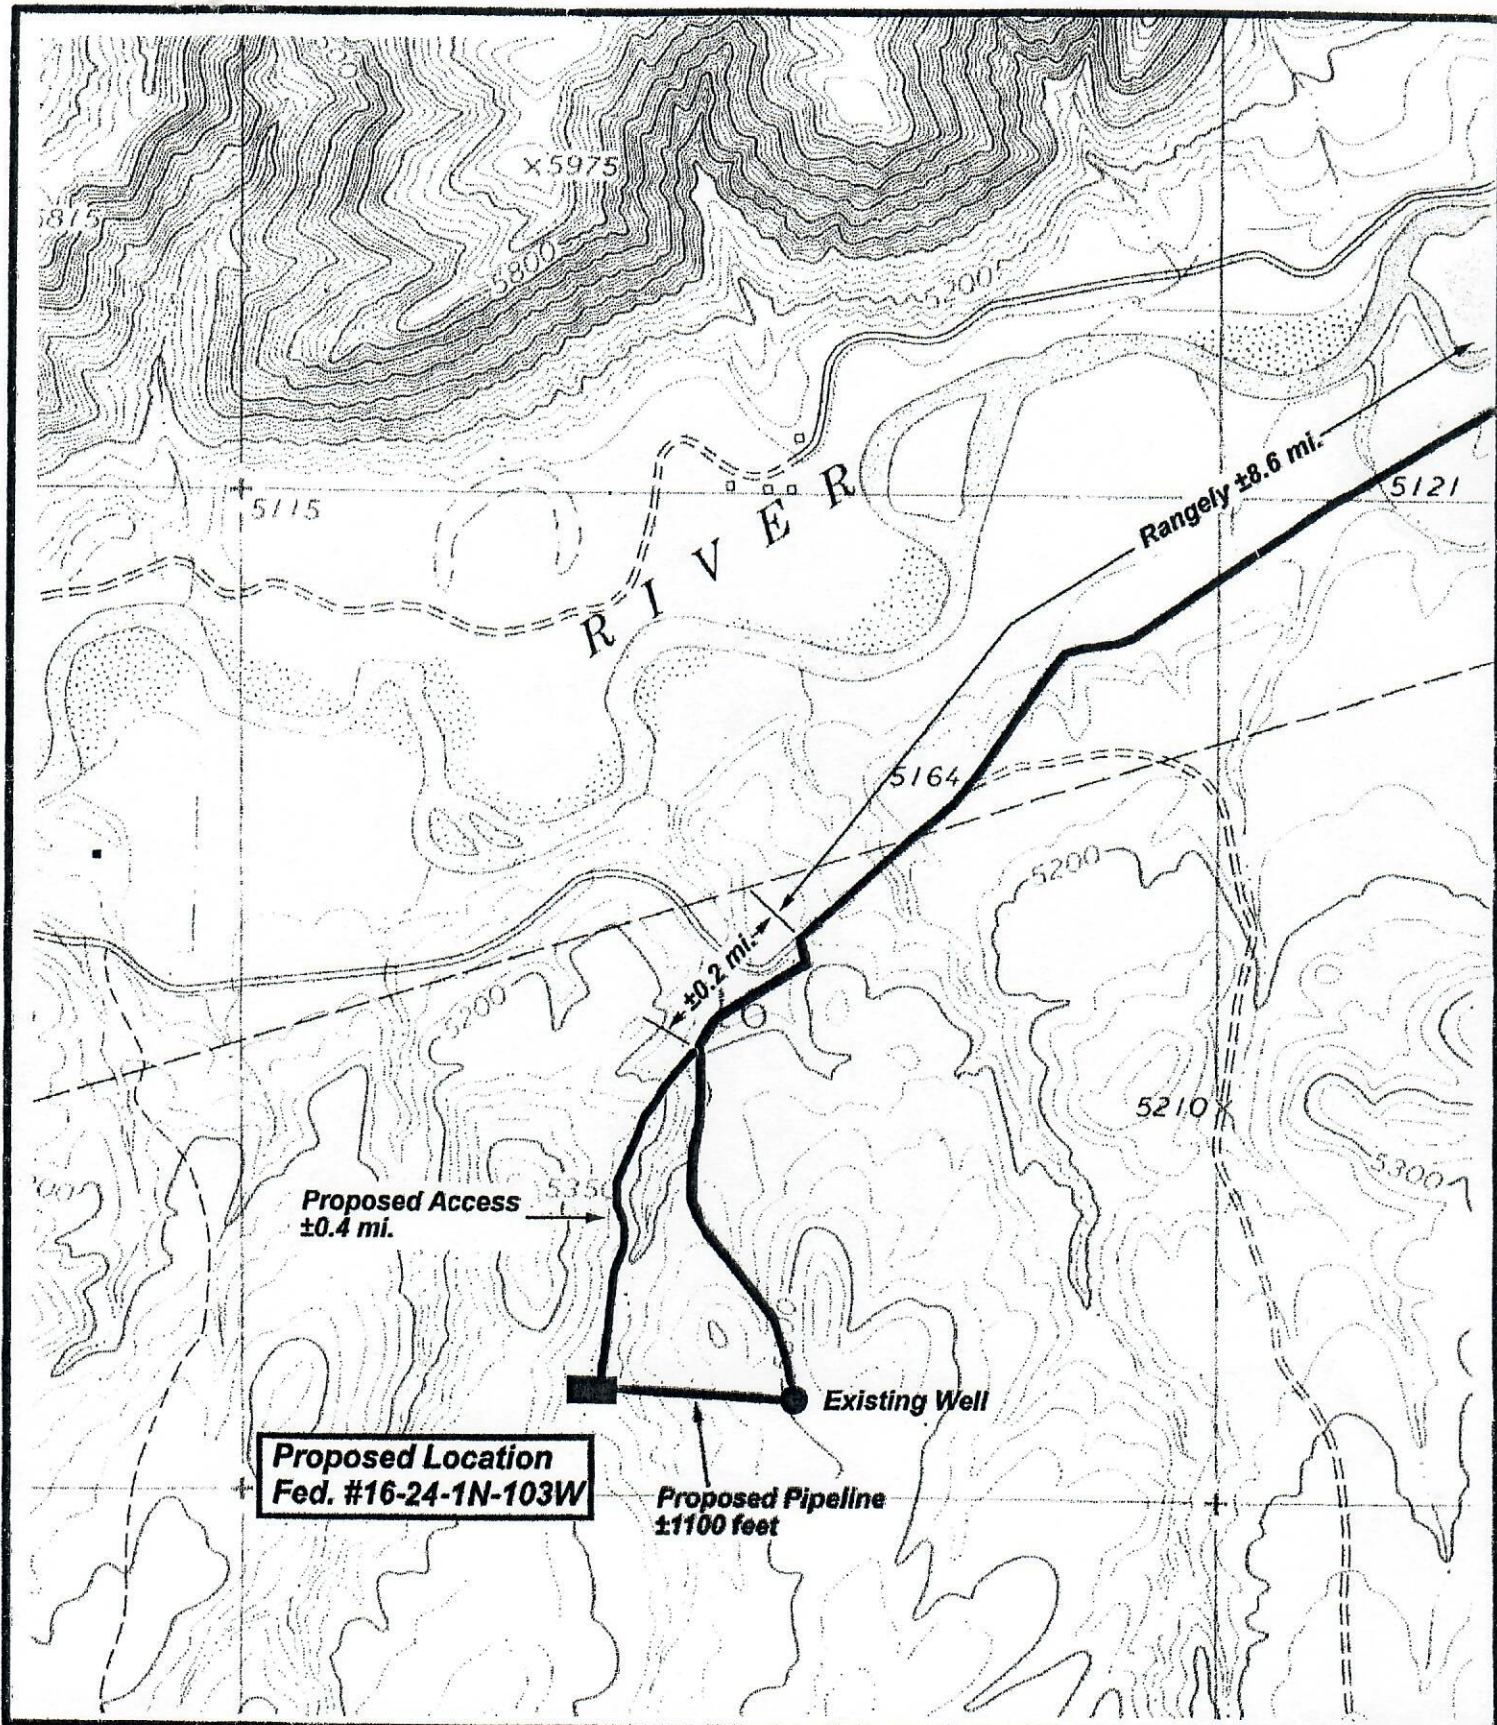 x5975
5815
5800
5200
5115
R I V E R
Rangely ±8.6 mi.
5121
5164
5200
±0.2 mi.
5200
5210
5300
Proposed Access
±0.4 mi.
5350
Existing Well
Proposed Location
Fed. #16-24-1N-103W
Proposed Pipeline
±1100 feet